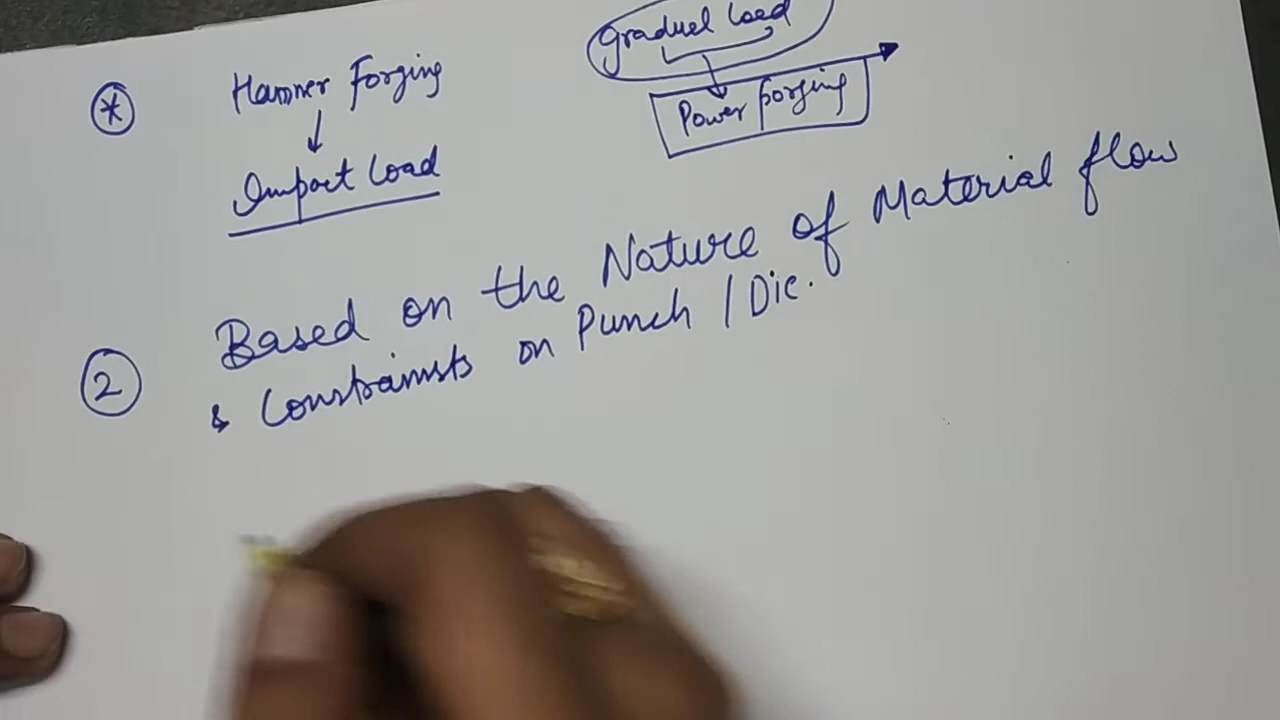 Hammer Forging
Impact Load
Gradual Load
Power forging
2
Based on the Nature of Material flow
& Constrainsts on Punch / Die.